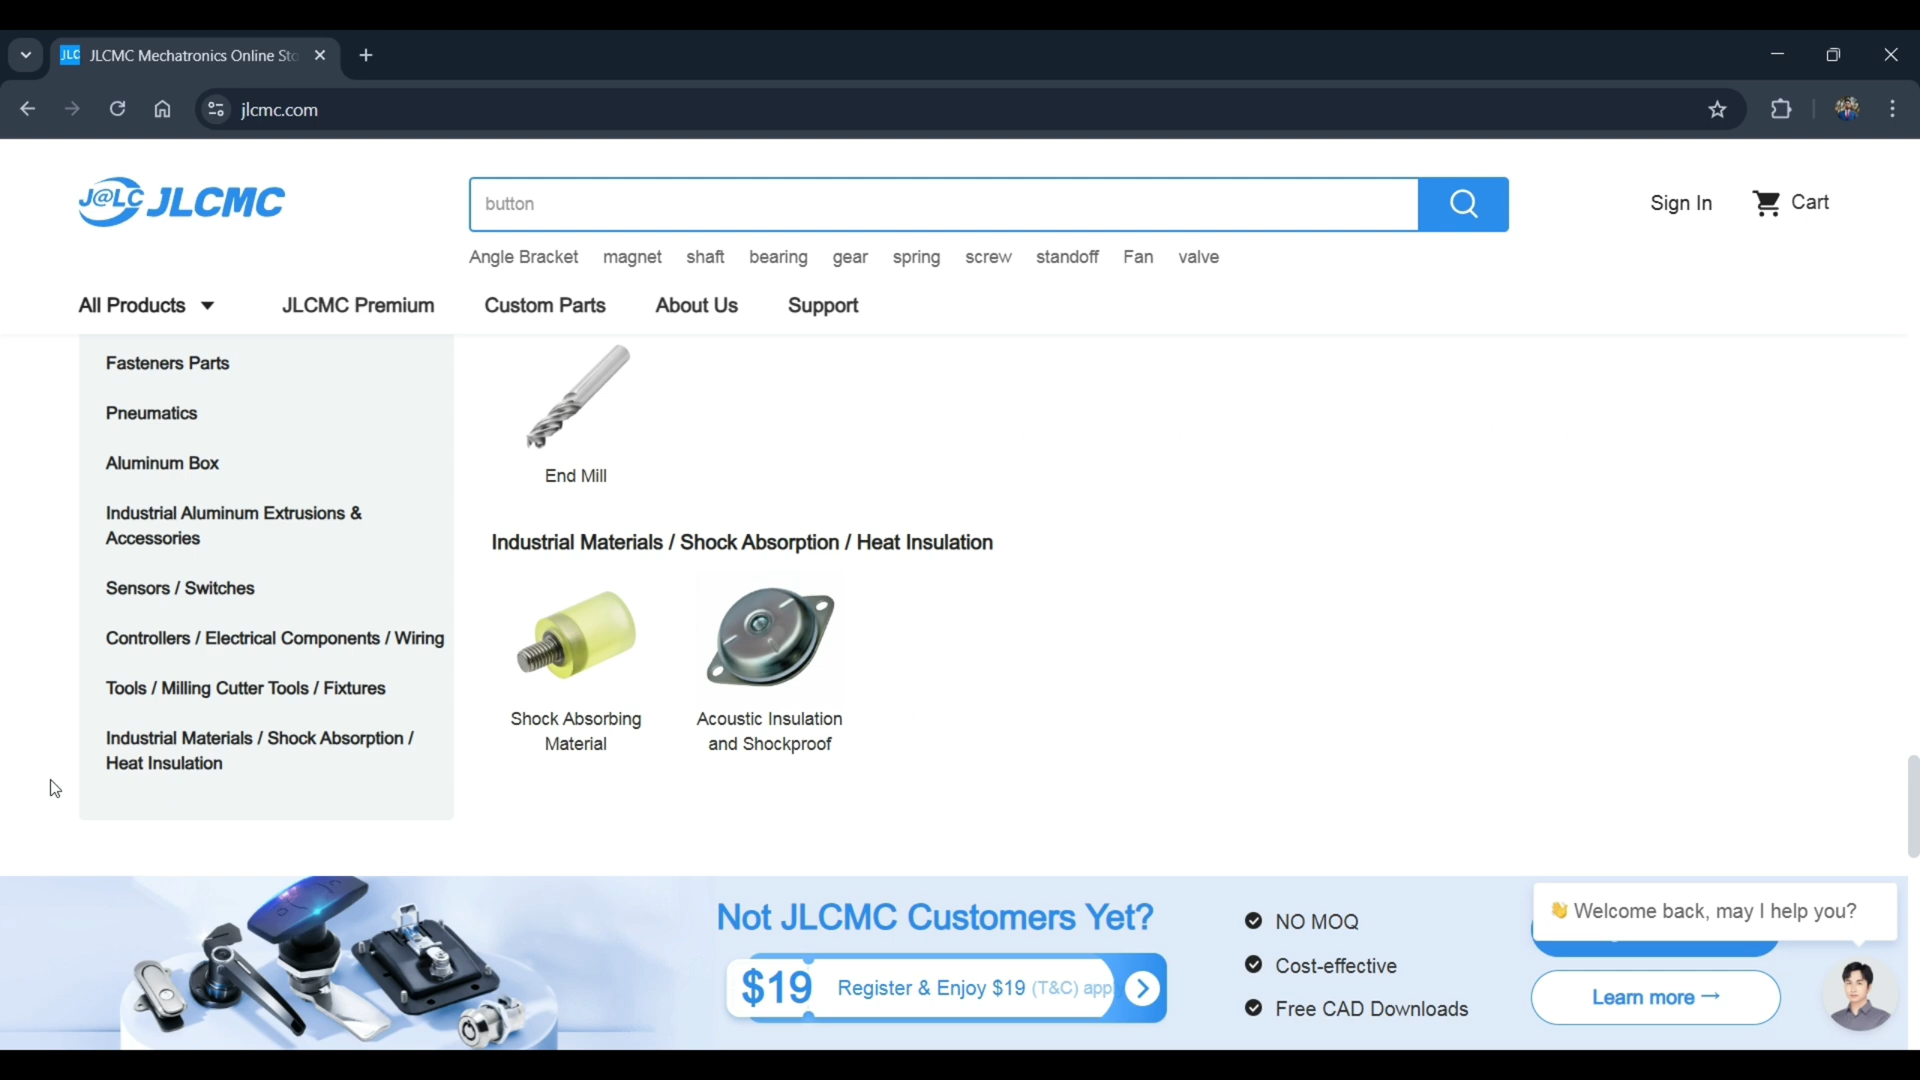 JLC JLCMC Mechatronics Online Sto
jlcmc.com
J@LC JLCMC
button
Sign In
Cart
Angle Bracket magnet shaft bearing gear spring screw standoff Fan valve
All Products JLCMC Premium Custom Parts About Us Support
Fasteners Parts
Pneumatics
Aluminum Box
Industrial Aluminum Extrusions &
Accessories
Sensors / Switches
Controllers / Electrical Components / Wiring
Tools / Milling Cutter Tools / Fixtures
Industrial Materials / Shock Absorption /
Heat Insulation
End Mill
Industrial Materials / Shock Absorption / Heat Insulation
Shock Absorbing
Material
Acoustic Insulation
and Shockproof
Not JLCMC Customers Yet?
$19 Register & Enjoy $19 (T&C) app
NO MOQ
Cost-effective
Free CAD Downloads
👋 Welcome back, may I help you?
Learn more →